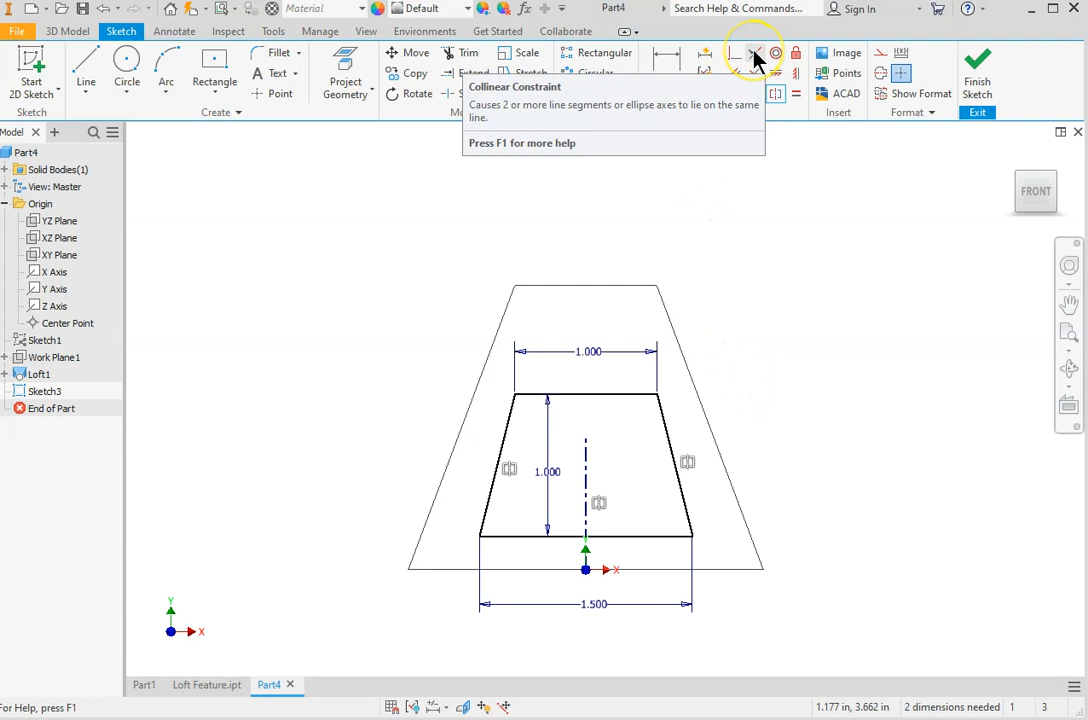 Material
Default
Part4
Search Help & Commands...
Sign In
File
3D Model
Sketch
Annotate
Inspect
Tools
Manage
View
Environments
Get Started
Collaborate
Start
2D Sketch
Line
Circle
Arc
Rectangle
Fillet
Text
Point
Project
Geometry
Move
Copy
Rotate
Trim
Extend
Scale
Stretch
Rectangular
Circular
Image
Points
ACAD
Show Format
Finish
Sketch
Sketch
Create
Insert
Format
Exit
Collinear Constraint
Causes 2 or more line segments or ellipse axes to lie on the same
line.
Press F1 for more help
Model
Part4
Solid Bodies(1)
View: Master
Origin
YZ Plane
XZ Plane
XY Plane
X Axis
Y Axis
Z Axis
Center Point
Sketch1
Work Plane1
Loft1
Sketch3
End of Part
FRONT
1.000
1.000
1.500
X
Y
X
Part1
Loft Feature.ipt
Part4
For Help, press F1
1.177 in, 3.662 in
2 dimensions needed
1
3